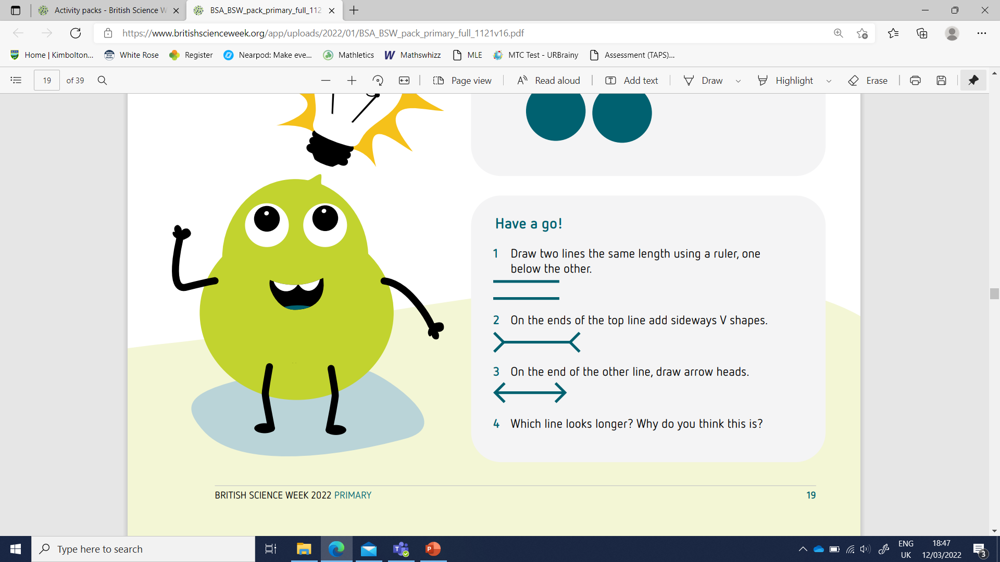 Activity packs - British Science W
BSA_BSW_pack_primary_full_112
https://www.britishscienceweek.org/app/uploads/2022/01/BSA_BSW_pack_primary_full_1121v16.pdf
Home | Kimbolton...
White Rose
Register
Nearpod: Make eve...
Mathletics
W Mathswhizz
MLE
MTC Test - URBrainy
Assessment (TAPS)...
19 of 39
Page view
Read aloud
Add text
Draw
Highlight
Erase
Have a go!
1 Draw two lines the same length using a ruler, one
below the other.
2 On the ends of the top line add sideways V shapes.
3 On the end of the other line, draw arrow heads.
4 Which line looks longer? Why do you think this is?
BRITISH SCIENCE WEEK 2022 PRIMARY
19
Type here to search
ENG
UK
18:47
12/03/2022
3